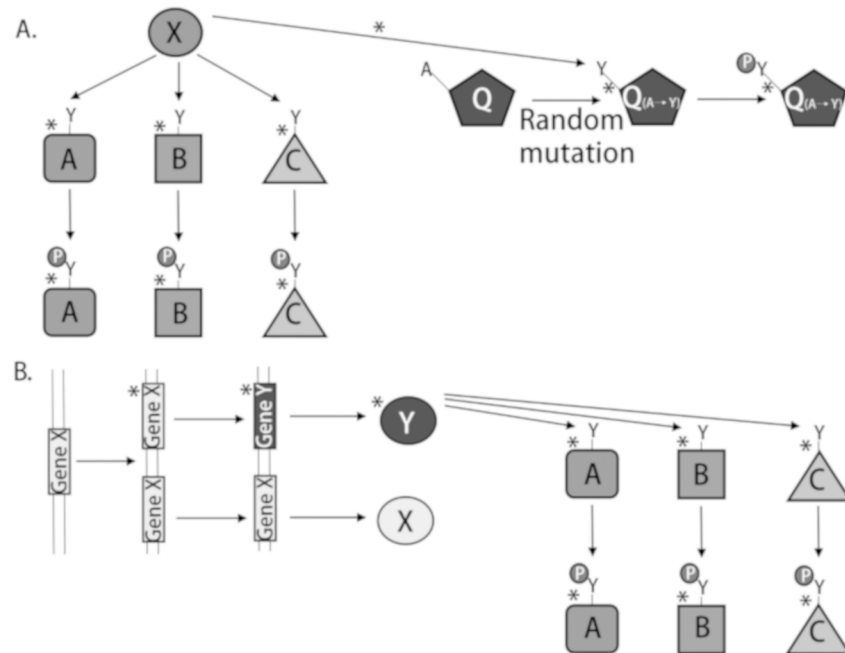 A.
X
*
A
Q
Random
mutation
Y
*
Q(A→Y)
P
Y
*
Q(A→Y)
Y
*
A
Y
*
B
Y
*
C
P
Y
*
A
P
Y
*
B
P
Y
*
C
B.
Gene X
*
Gene X
Gene X
*
Gene Y
Gene X
*
Y
X
Y
*
A
Y
*
B
Y
*
C
P
Y
*
A
P
Y
*
B
P
Y
*
C